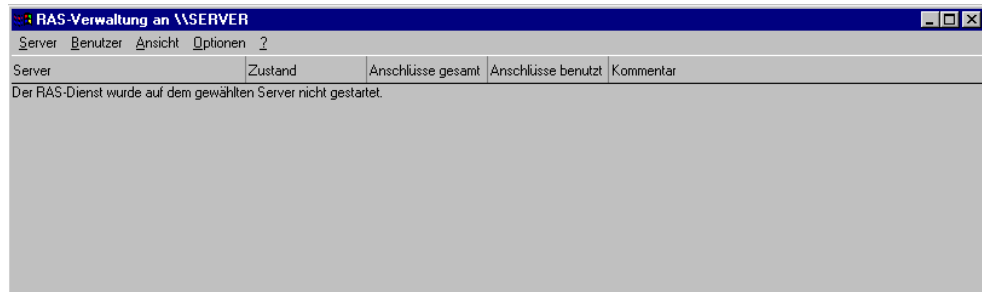 RAS-Verwaltung an \\SERVER
Server Benutzer Ansicht Optionen ?
Server Zustand Anschlüsse gesamt Anschlüsse benutzt Kommentar
Der RAS-Dienst wurde auf dem gewählten Server nicht gestartet.